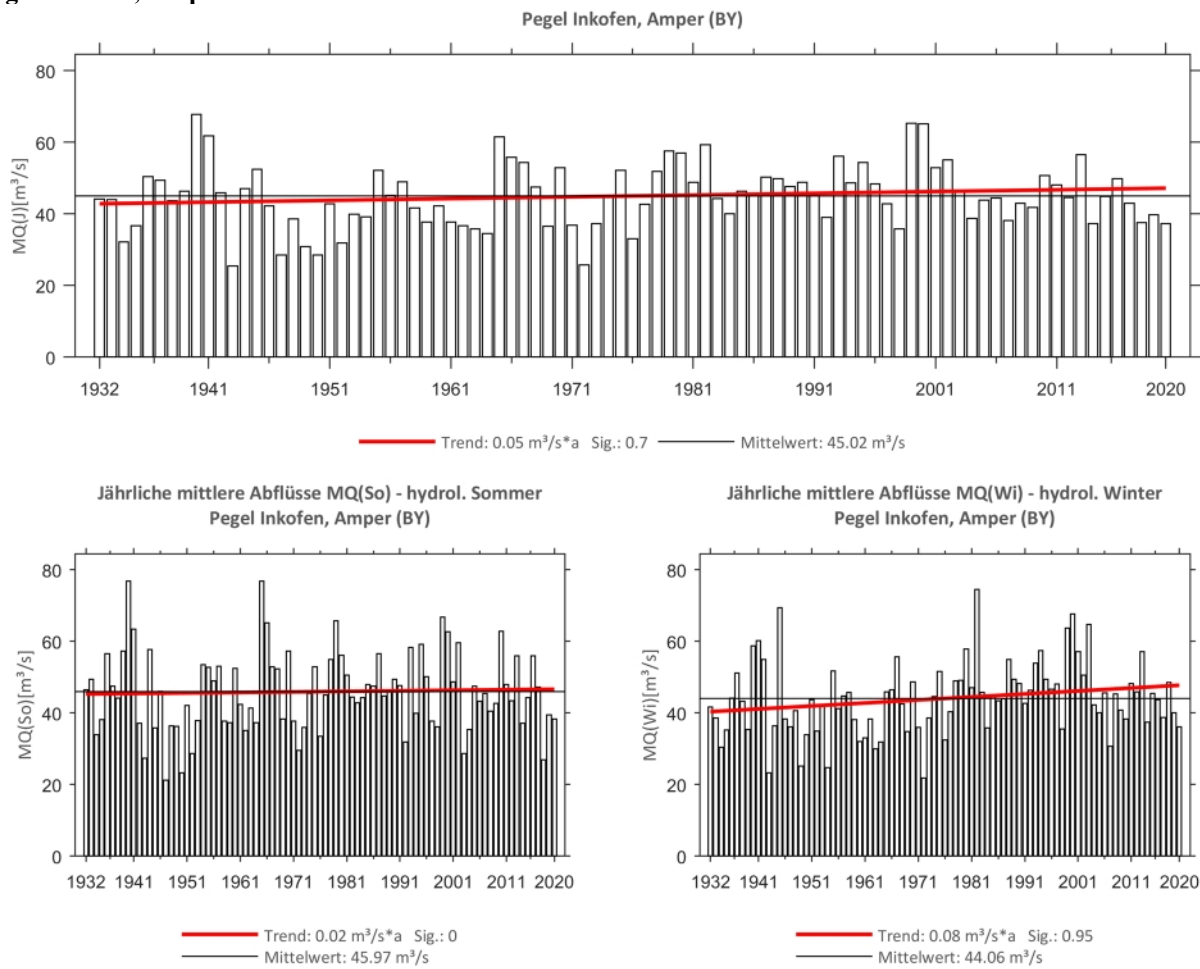 Pegel Inkofen, Amper (BY)
MQ(J)[m³/s]
80
60
40
20
0
1932 1941 1951 1961 1971 1981 1991 2001 2011 2020
Trend: 0.05 m³/s*a Sig.: 0.7 Mittelwert: 45.02 m³/s
Jährliche mittlere Abflüsse MQ(So) - hydrol. Sommer
Pegel Inkofen, Amper (BY)
MQ(So)[m³/s]
80
60
40
20
0
1932 1941 1951 1961 1971 1981 1991 2001 2011 2020
Trend: 0.02 m³/s*a Sig.: 0
Mittelwert: 45.97 m³/s
Jährliche mittlere Abflüsse MQ(Wi) - hydrol. Winter
Pegel Inkofen, Amper (BY)
MQ(Wi)[m³/s]
80
60
40
20
0
1932 1941 1951 1961 1971 1981 1991 2001 2011 2020
Trend: 0.08 m³/s*a Sig.: 0.95
Mittelwert: 44.06 m³/s